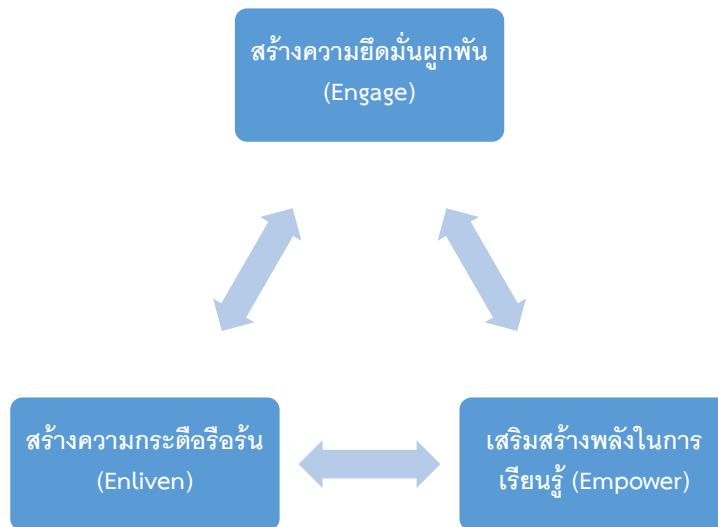 สร้างความยึดมั่นผูกพัน
(Engage)
สร้างความกระตือรือร้น
(Enliven)
เสริมสร้างพลังในการ
เรียนรู้ (Empower)